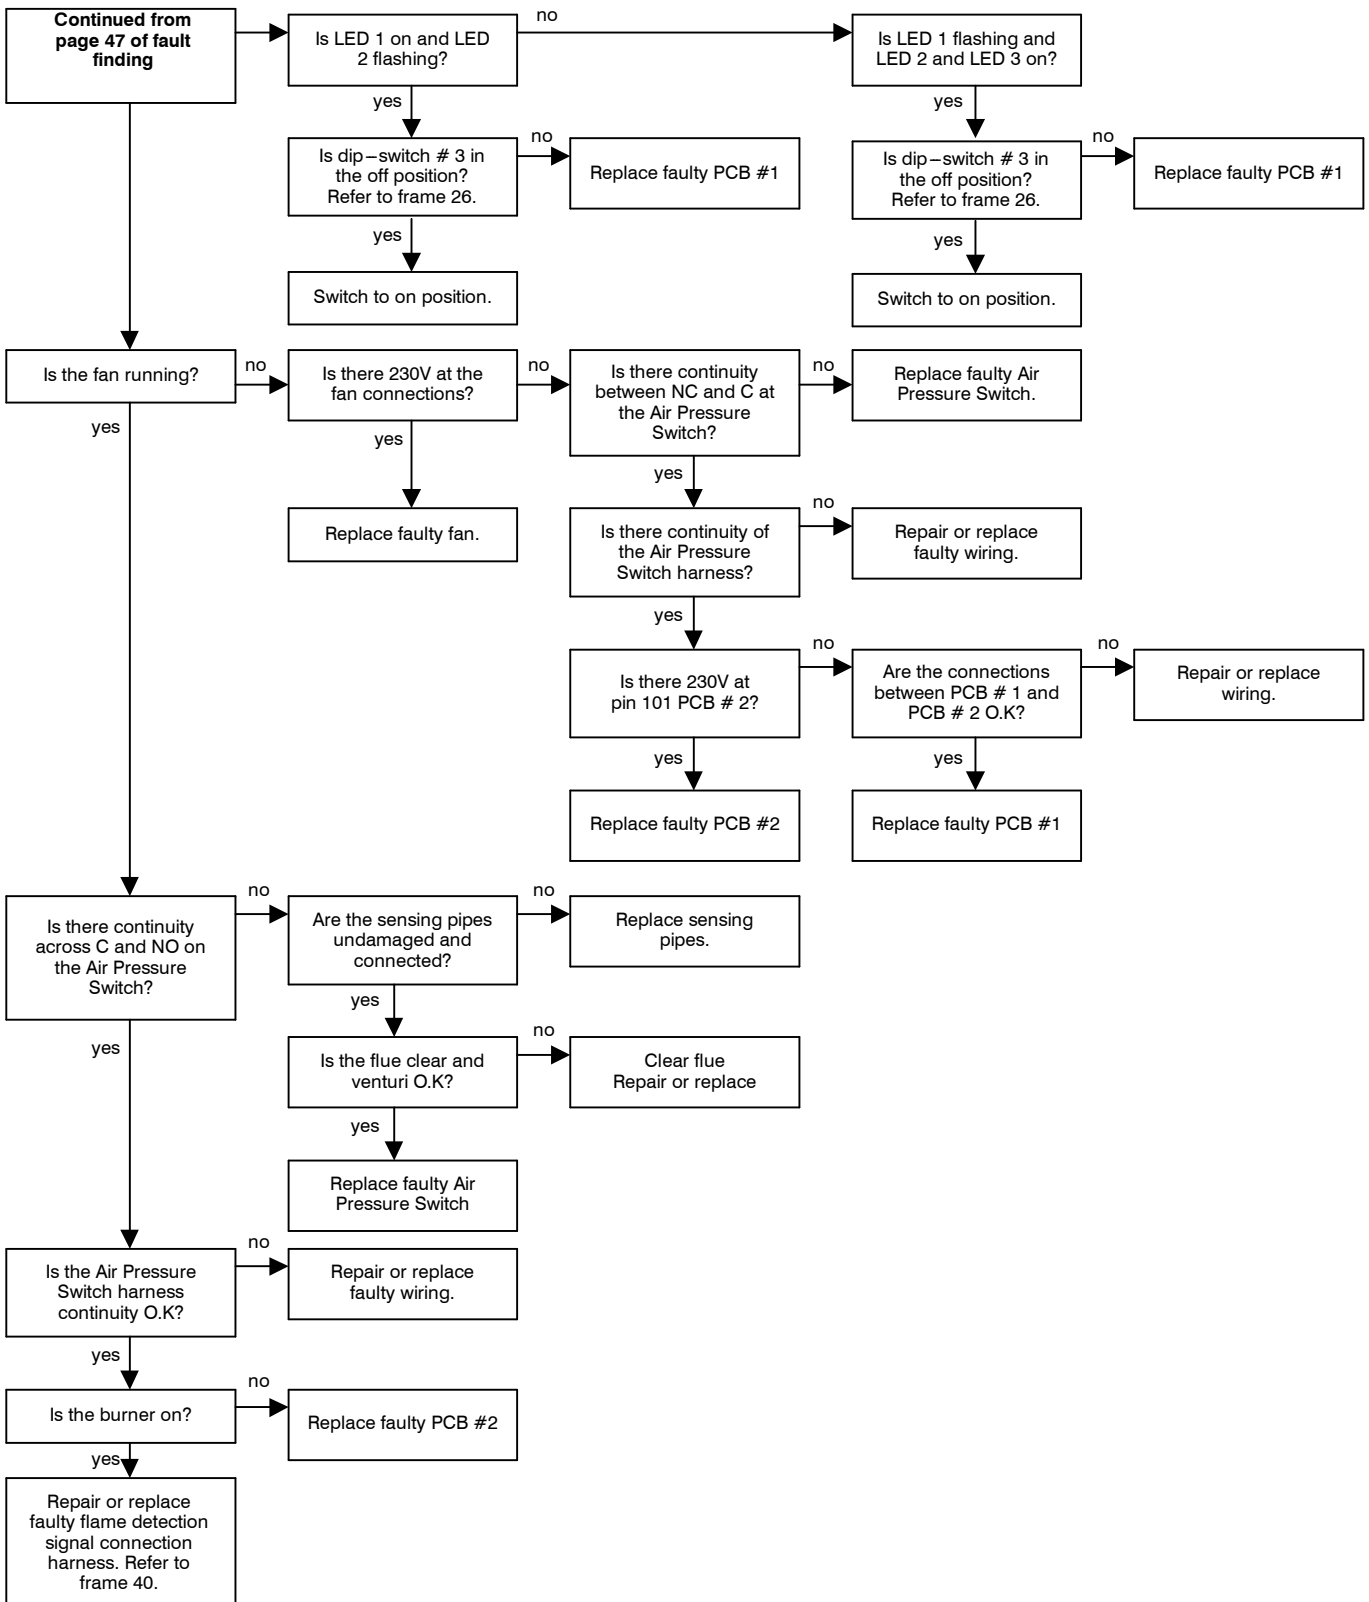 Continued from
page 47 of fault
finding
Is LED 1 on and LED
2 flashing?
no
Is LED 1 flashing and
LED 2 and LED 3 on?
yes
yes
Is dip–switch # 3 in
the off position?
Refer to frame 26.
no
Replace faulty PCB #1
Is dip–switch # 3 in
the off position?
Refer to frame 26.
no
Replace faulty PCB #1
yes
yes
Switch to on position.
Switch to on position.
Is the fan running?
no
Is there 230V at the
fan connections?
no
Is there continuity
between NC and C at
the Air Pressure
Switch?
no
Replace faulty Air
Pressure Switch.
yes
yes
yes
Replace faulty fan.
Is there continuity of
the Air Pressure
Switch harness?
no
Repair or replace
faulty wiring.
yes
Is there 230V at
pin 101 PCB # 2?
no
Are the connections
between PCB # 1 and
PCB # 2 O.K?
no
Repair or replace
wiring.
yes
yes
Replace faulty PCB #2
Replace faulty PCB #1
Is there continuity
across C and NO on
the Air Pressure
Switch?
no
Are the sensing pipes
undamaged and
connected?
no
Replace sensing
pipes.
yes
yes
Is the flue clear and
venturi O.K?
no
Clear flue
Repair or replace
yes
Replace faulty Air
Pressure Switch
Is the Air Pressure
Switch harness
continuity O.K?
no
Repair or replace
faulty wiring.
yes
Is the burner on?
no
Replace faulty PCB #2
yes
Repair or replace
faulty flame detection
signal connection
harness. Refer to
frame 40.